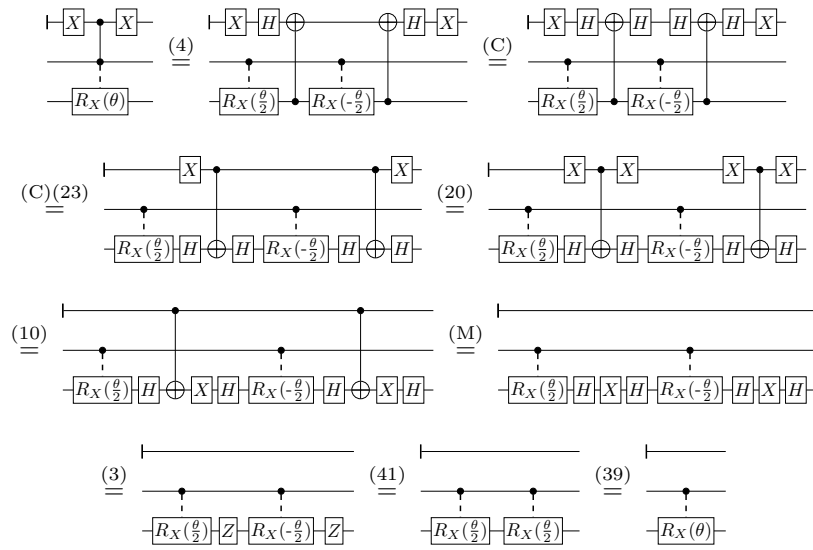 X X (4) = X H H X (C) = X H H H H X
R_X(θ) R_X(θ/2) R_X(-θ/2) R_X(θ/2) R_X(-θ/2)
(C)(23) = X X (20) = X X X X
R_X(θ/2) H H R_X(-θ/2) H H R_X(θ/2) H H R_X(-θ/2) H H
(10) = (M) =
R_X(θ/2) H X H R_X(-θ/2) H X H R_X(θ/2) H X H R_X(-θ/2) H X H
(3) = (41) = (39) =
R_X(θ/2) Z R_X(-θ/2) Z R_X(θ/2) R_X(θ/2) R_X(θ)